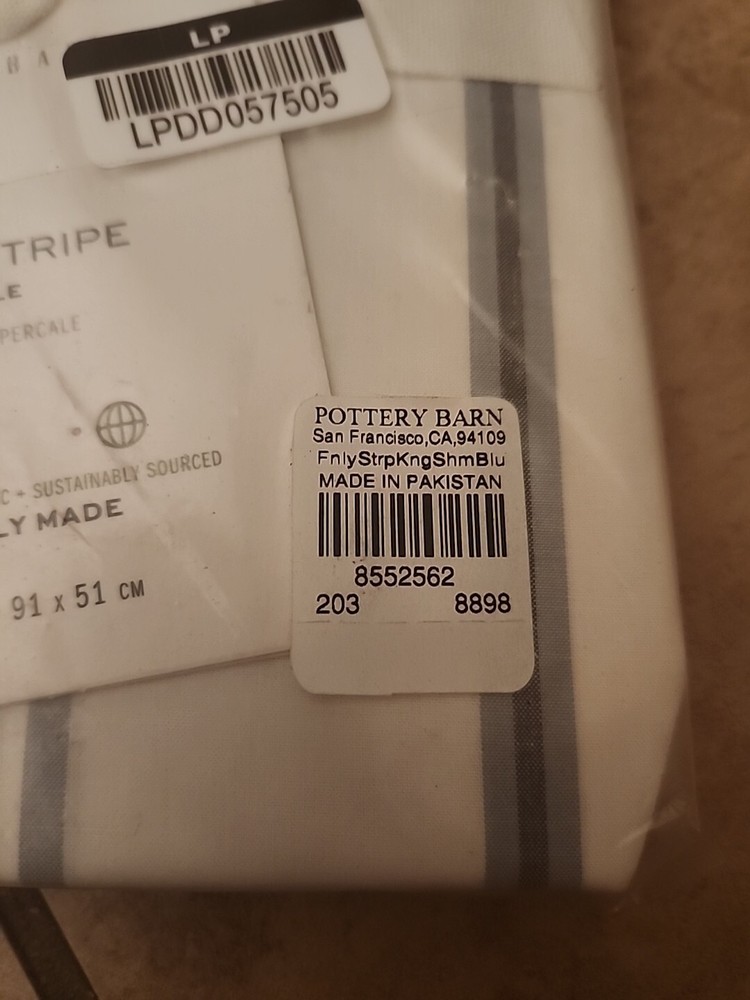 LP
LPDD057505
B A
TRIPE
LE
PERCALE
C + SUSTAINABLY SOURCED
LY MADE
91 x 51 CM
POTTERY BARN
San Francisco,CA,94109
FnlyStrpKngShmBlu
MADE IN PAKISTAN
8552562
203 8898